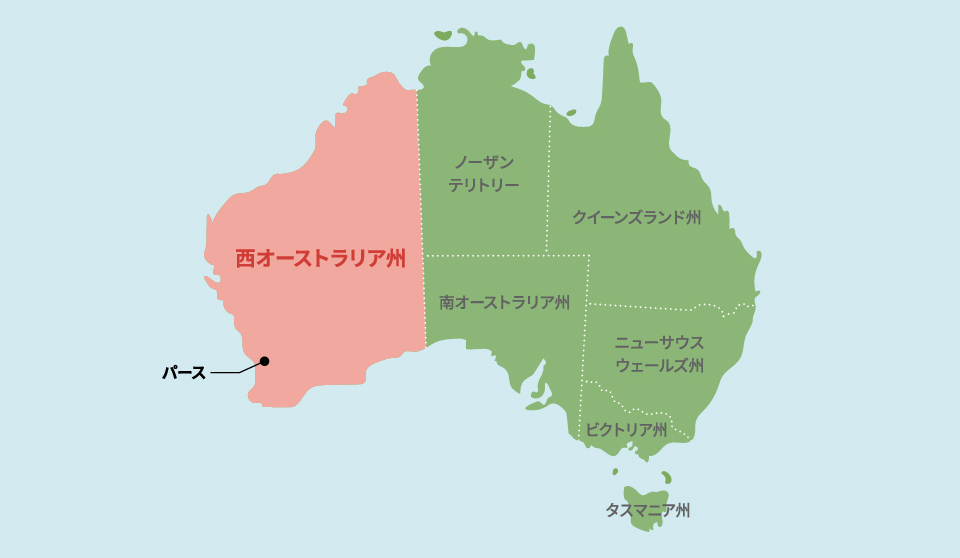 ノーザン
テリトリー
クイーンズランド州
西オーストラリア州
南オーストラリア州
ニューサウス
ウェールズ州
パース
ビクトリア州
タスマニア州